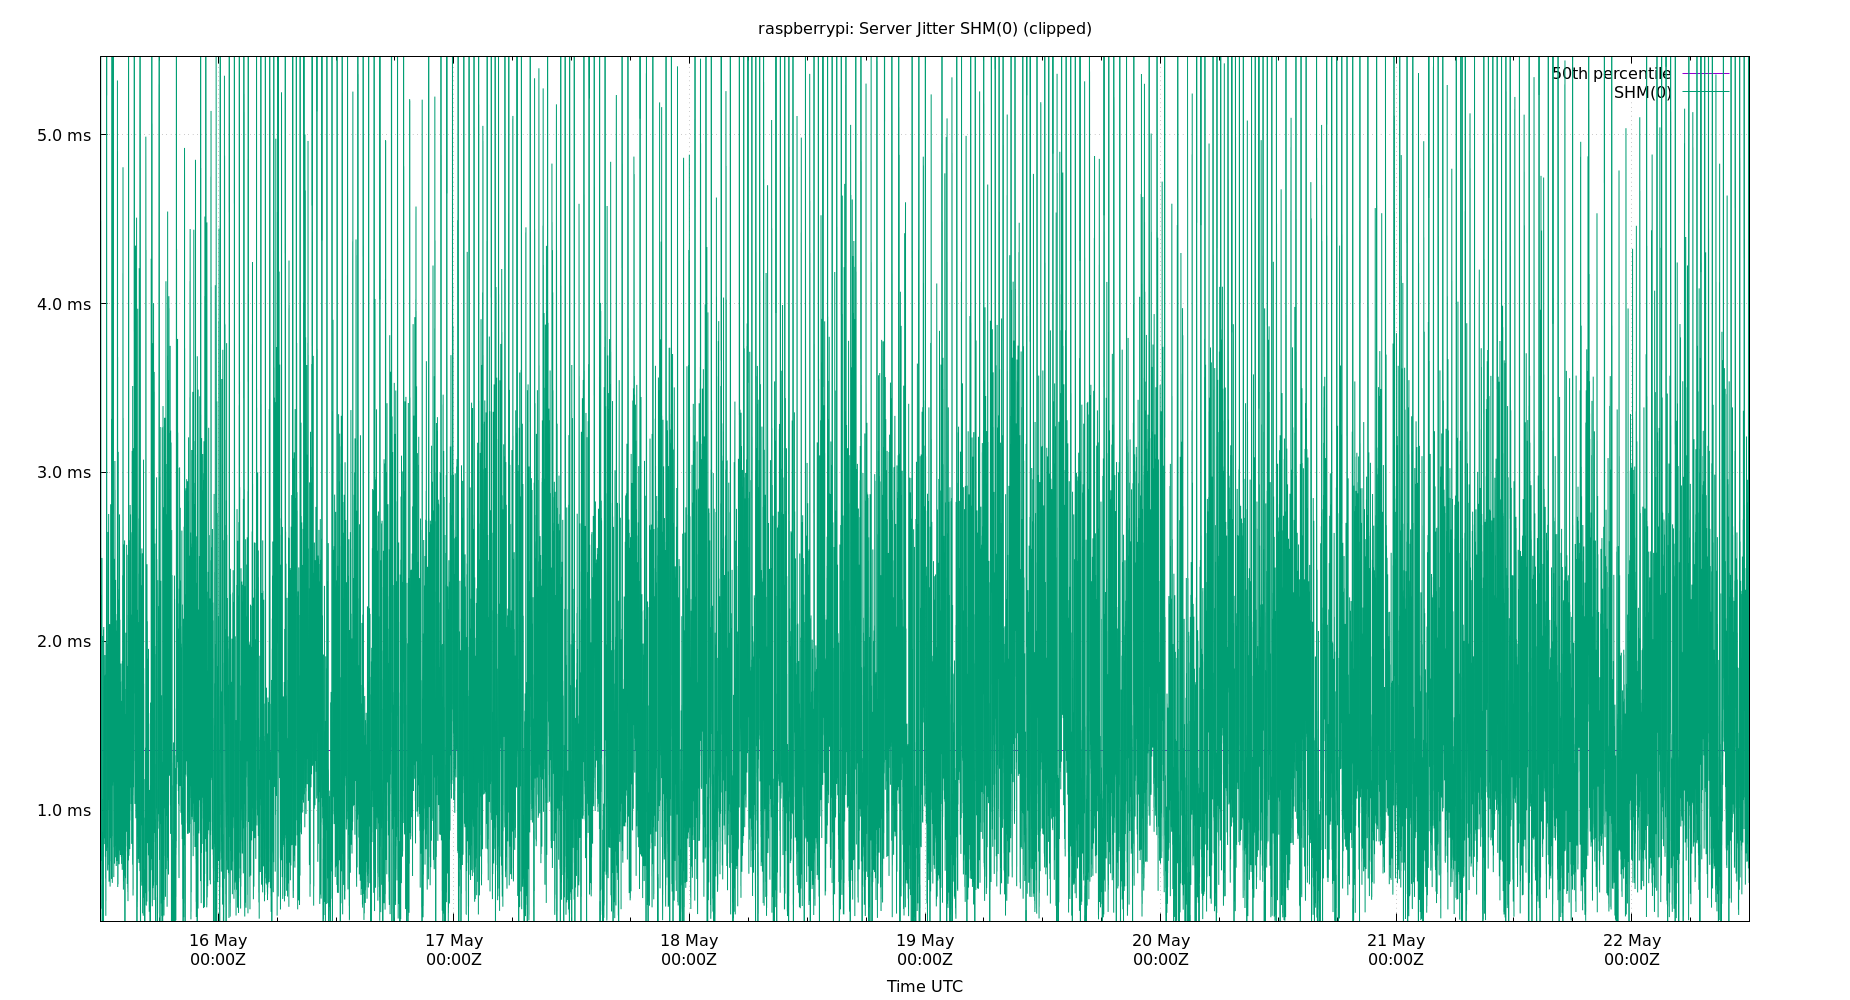 raspberrypi: Server Jitter SHM(0) (clipped)
50th percentile
SHM(0)
5.0 ms
4.0 ms
3.0 ms
2.0 ms
1.0 ms
16 May 17 May 18 May 19 May 20 May 21 May 22 May
00:00Z 00:00Z 00:00Z 00:00Z 00:00Z 00:00Z 00:00Z
Time UTC